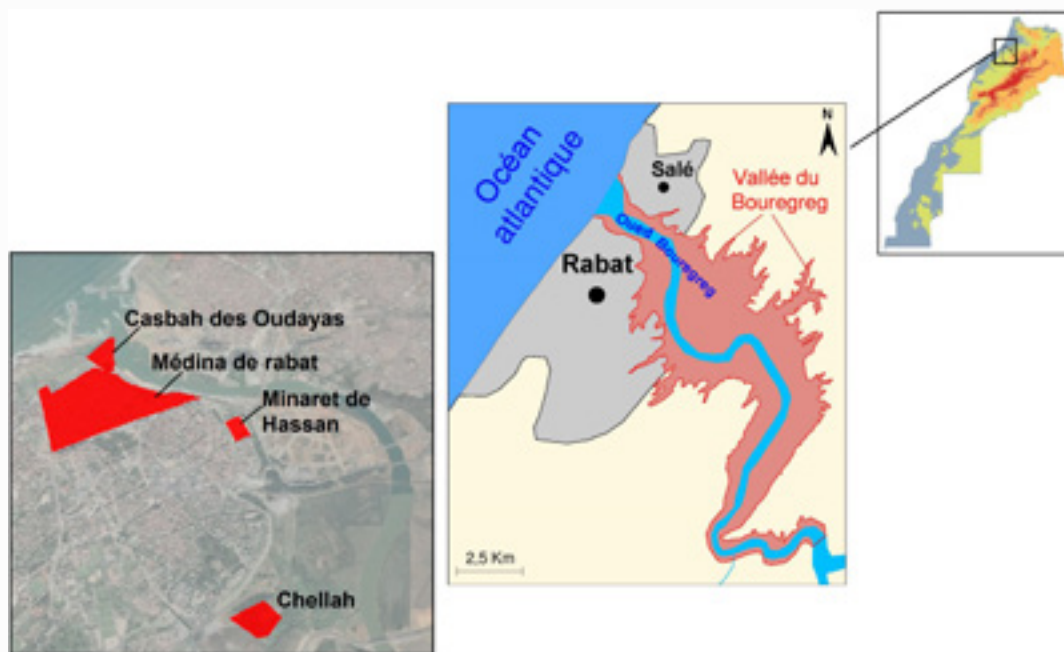 Casbah des Oudayas
Médina de rabat
Minaret de
Hassan
Chellah
Océan
atlantique
Salé
N
Vallée du
Bouregreg
Oued Bouregreg
Rabat
2,5 Km